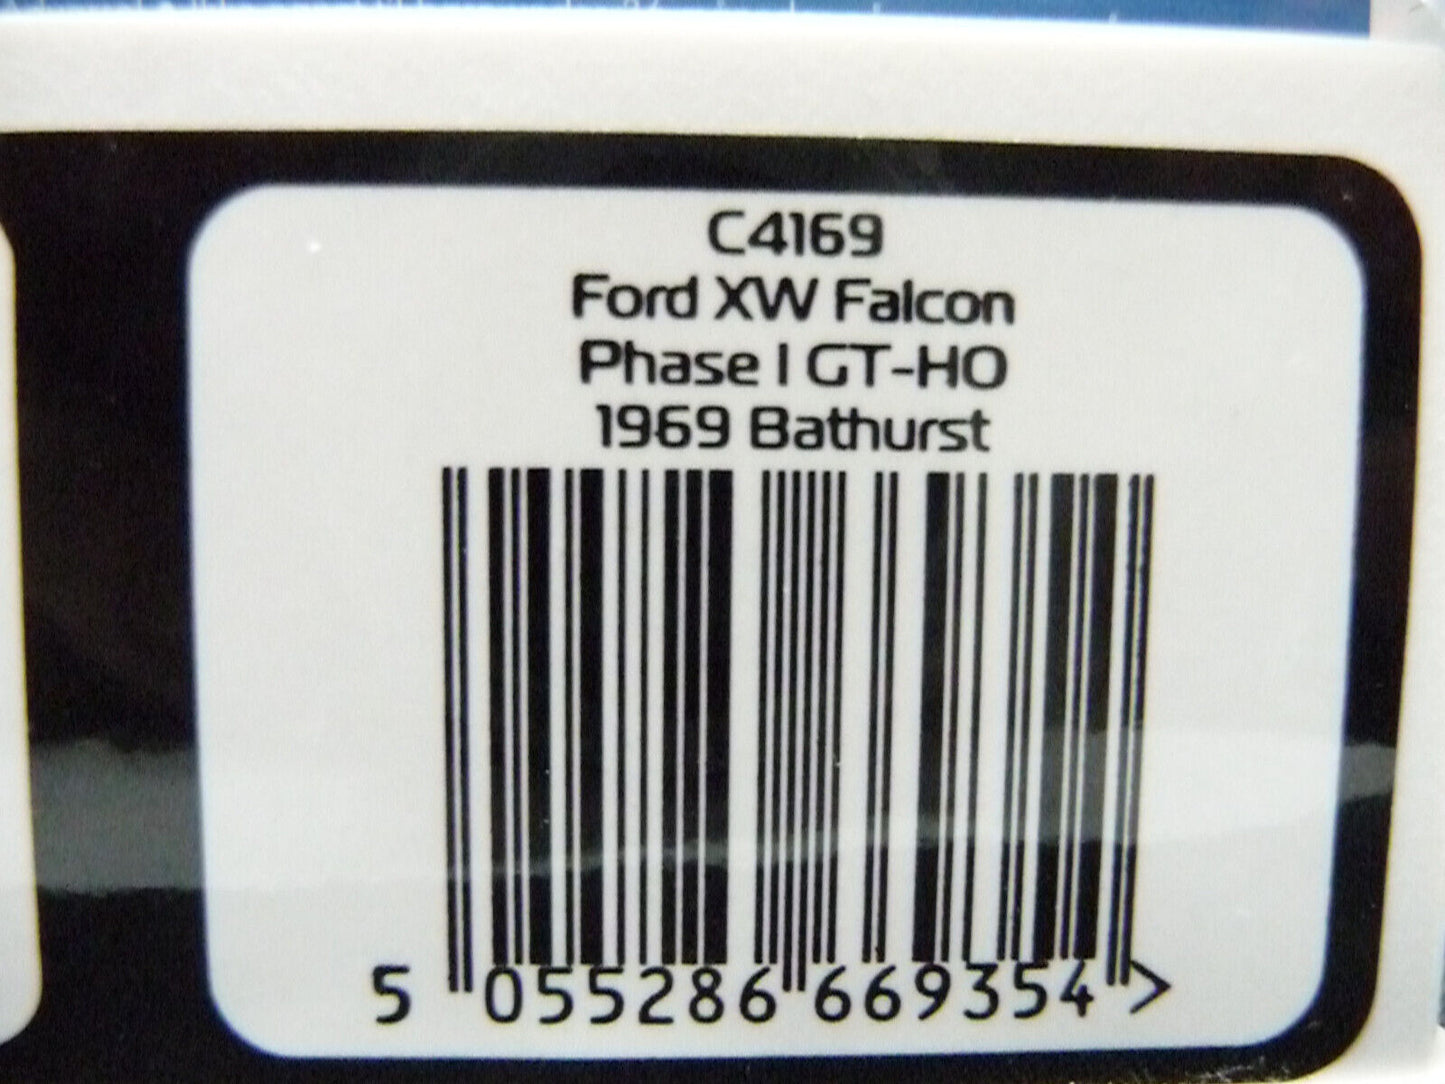 C4169
Ford XW Falcon
Phase I GT-HO
1969 Bathurst
5 055286 669354 >